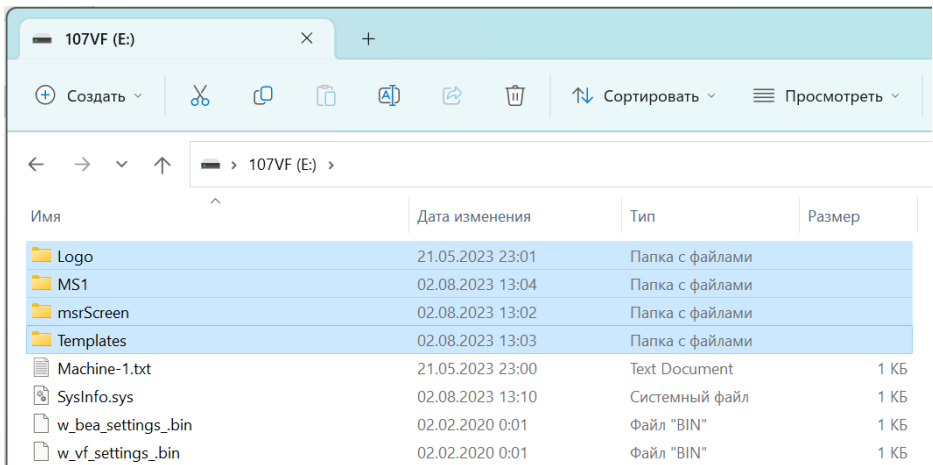 107VF (E:)
Создать Сортировать Просмотреть
107VF (E:)
Имя Дата изменения Тип Размер
Logo 21.05.2023 23:01 Папка с файлами
MS1 02.08.2023 13:04 Папка с файлами
msrScreen 02.08.2023 13:02 Папка с файлами
Templates 02.08.2023 13:03 Папка с файлами
Machine-1.txt 21.05.2023 23:00 Text Document 1 КБ
SysInfo.sys 02.08.2023 13:10 Системный файл 1 КБ
w_bea_settings_.bin 02.02.2020 0:01 Файл "BIN" 1 КБ
w_vf_settings_.bin 02.02.2020 0:01 Файл "BIN" 1 КБ